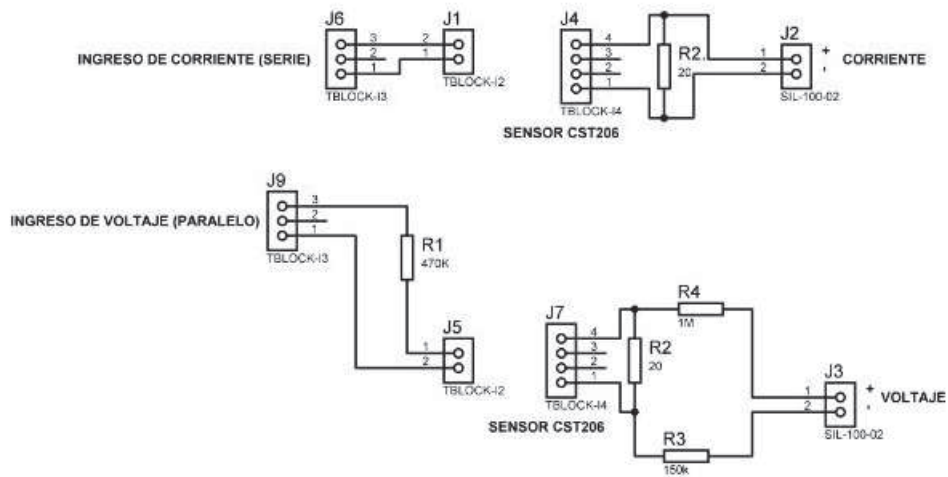 J6
J1
3
2
1
2
1
INGRESO DE CORRIENTE (SERIE)
TBLOCK-I3
TBLOCK-I2
J4
4
3
2
1
R2.
20
TBLOCK-I4
SENSOR CST206
J2
1
2
+
-
CORRIENTE
SIL-100-02
J9
3
2
1
INGRESO DE VOLTAJE (PARALELO)
TBLOCK-I3
R1
470K
J5
1
2
TBLOCK-I2
J7
4
3
2
1
TBLOCK-I4
SENSOR CST206
R2
20
R4
1M
R3
150k
J3
1
2
+
-
VOLTAJE
SIL-100-02